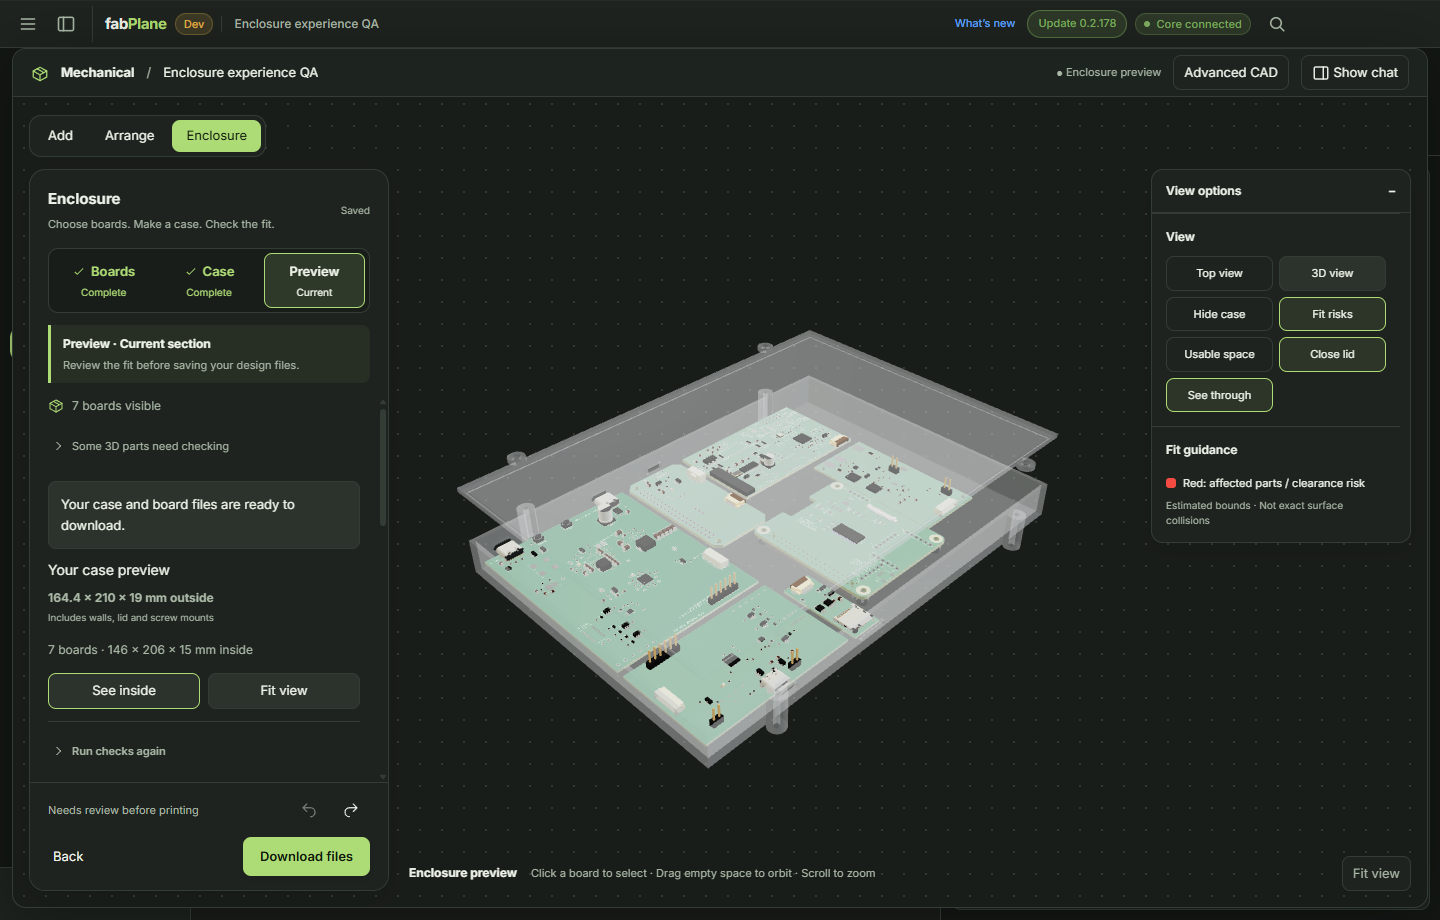 fabPlane
Dev
Enclosure experience QA
What's new
Update 0.2.178
Core connected
Mechanical / Enclosure experience QA
Enclosure preview
Advanced CAD
Show chat
Add
Arrange
Enclosure
Enclosure
Choose boards. Make a case. Check the fit.
Saved
Boards
Complete
Case
Complete
Preview
Current
Preview · Current section
Review the fit before saving your design files.
7 boards visible
Some 3D parts need checking
Your case and board files are ready to
download.
Your case preview
164.4 × 210 × 19 mm outside
Includes walls, lid and screw mounts
7 boards · 146 × 206 × 15 mm inside
See inside
Fit view
Run checks again
Needs review before printing
Back
Download files
Enclosure preview
Click a board to select · Drag empty space to orbit · Scroll to zoom
View options
View
Top view
3D view
Hide case
Fit risks
Usable space
Close lid
See through
Fit guidance
Red: affected parts / clearance risk
Estimated bounds · Not exact surface
collisions
Fit view